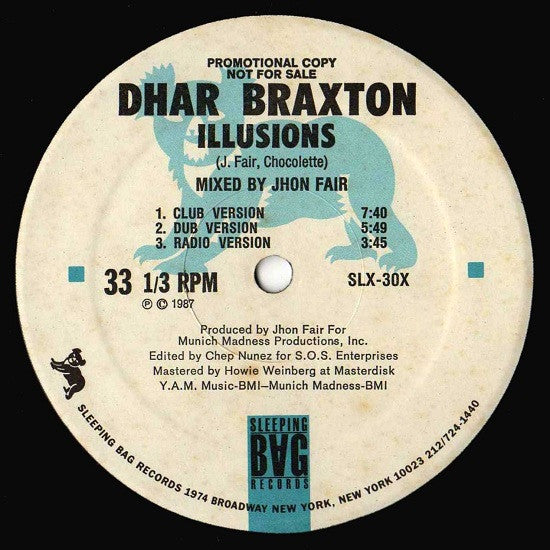 PROMOTIONAL COPY
NOT FOR SALE
DHAR BRAXTON
ILLUSIONS
(J. Fair, Chocolette)
MIXED BY JHON FAIR
1. CLUB VERSION 7:40
2. DUB VERSION 5:49
3. RADIO VERSION 3:45
33 1/3 RPM SLX-30X
℗ © 1987
Produced by Jhon Fair For
Munich Madness Productions, Inc.
Edited by Chep Nunez for S.O.S. Enterprises
Mastered by Howie Weinberg at Masterdisk
Y.A.M. Music-BMI—Munich Madness-BMI
SLEEPING
BAG
RECORDS
SLEEPING BAG RECORDS 1974 BROADWAY NEW YORK, NEW YORK 10023 212/724-1440